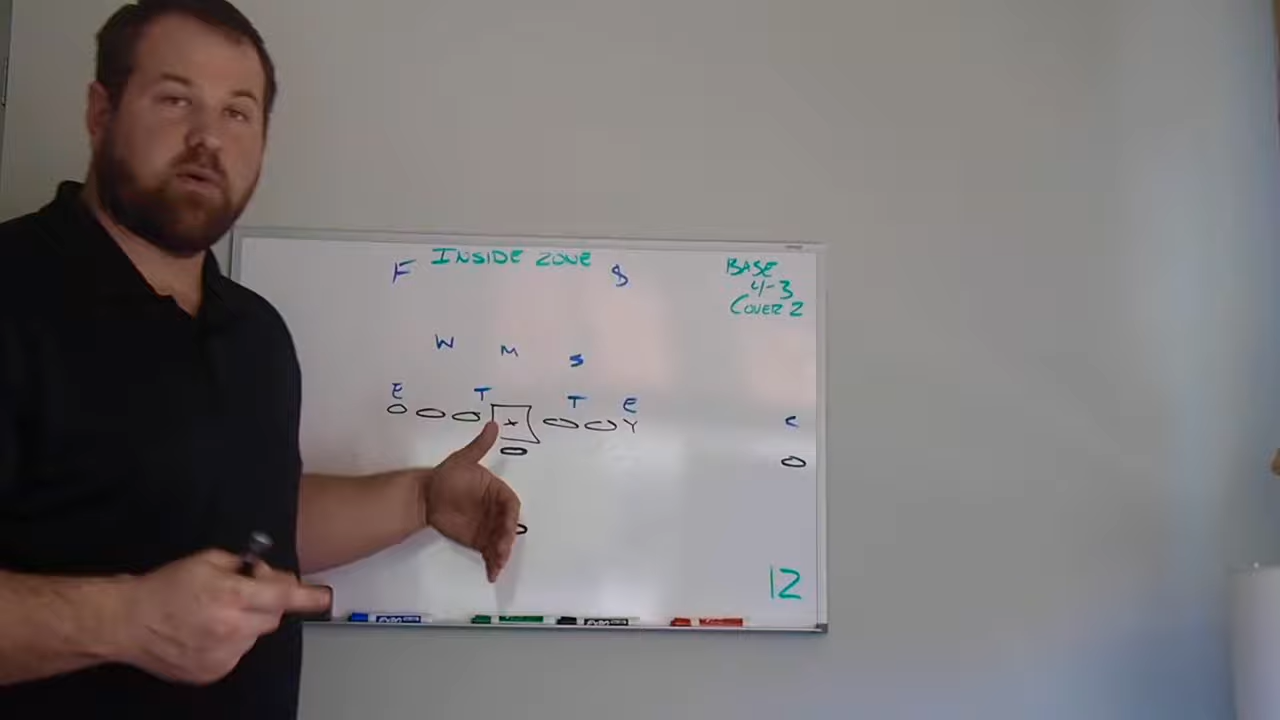 INSIDE ZONE
BASE
4-3
COVER 2
F $
W M S
E T T E
x Y C
12